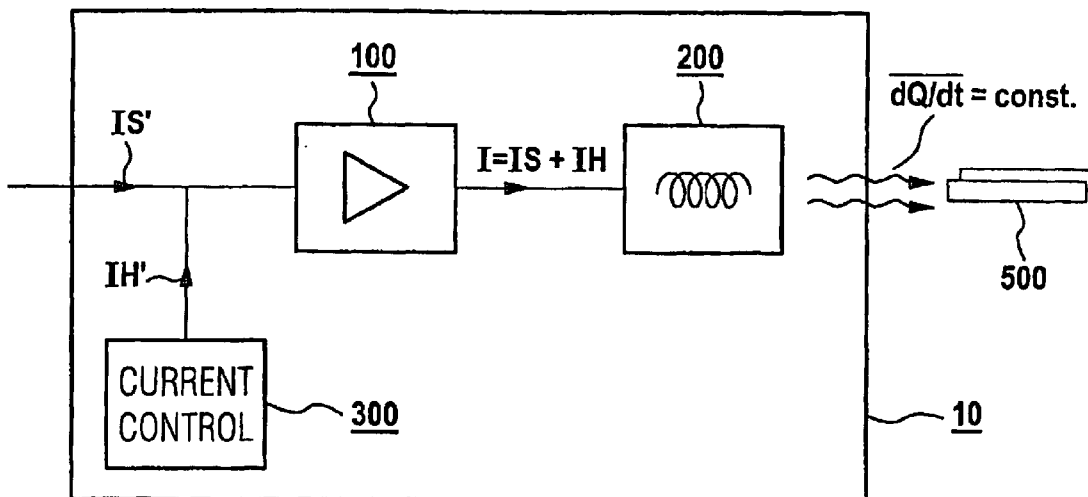 100
200
dQ/dt = const.
IS'
I=IS + IH
IH'
500
CURRENT
CONTROL
300
10